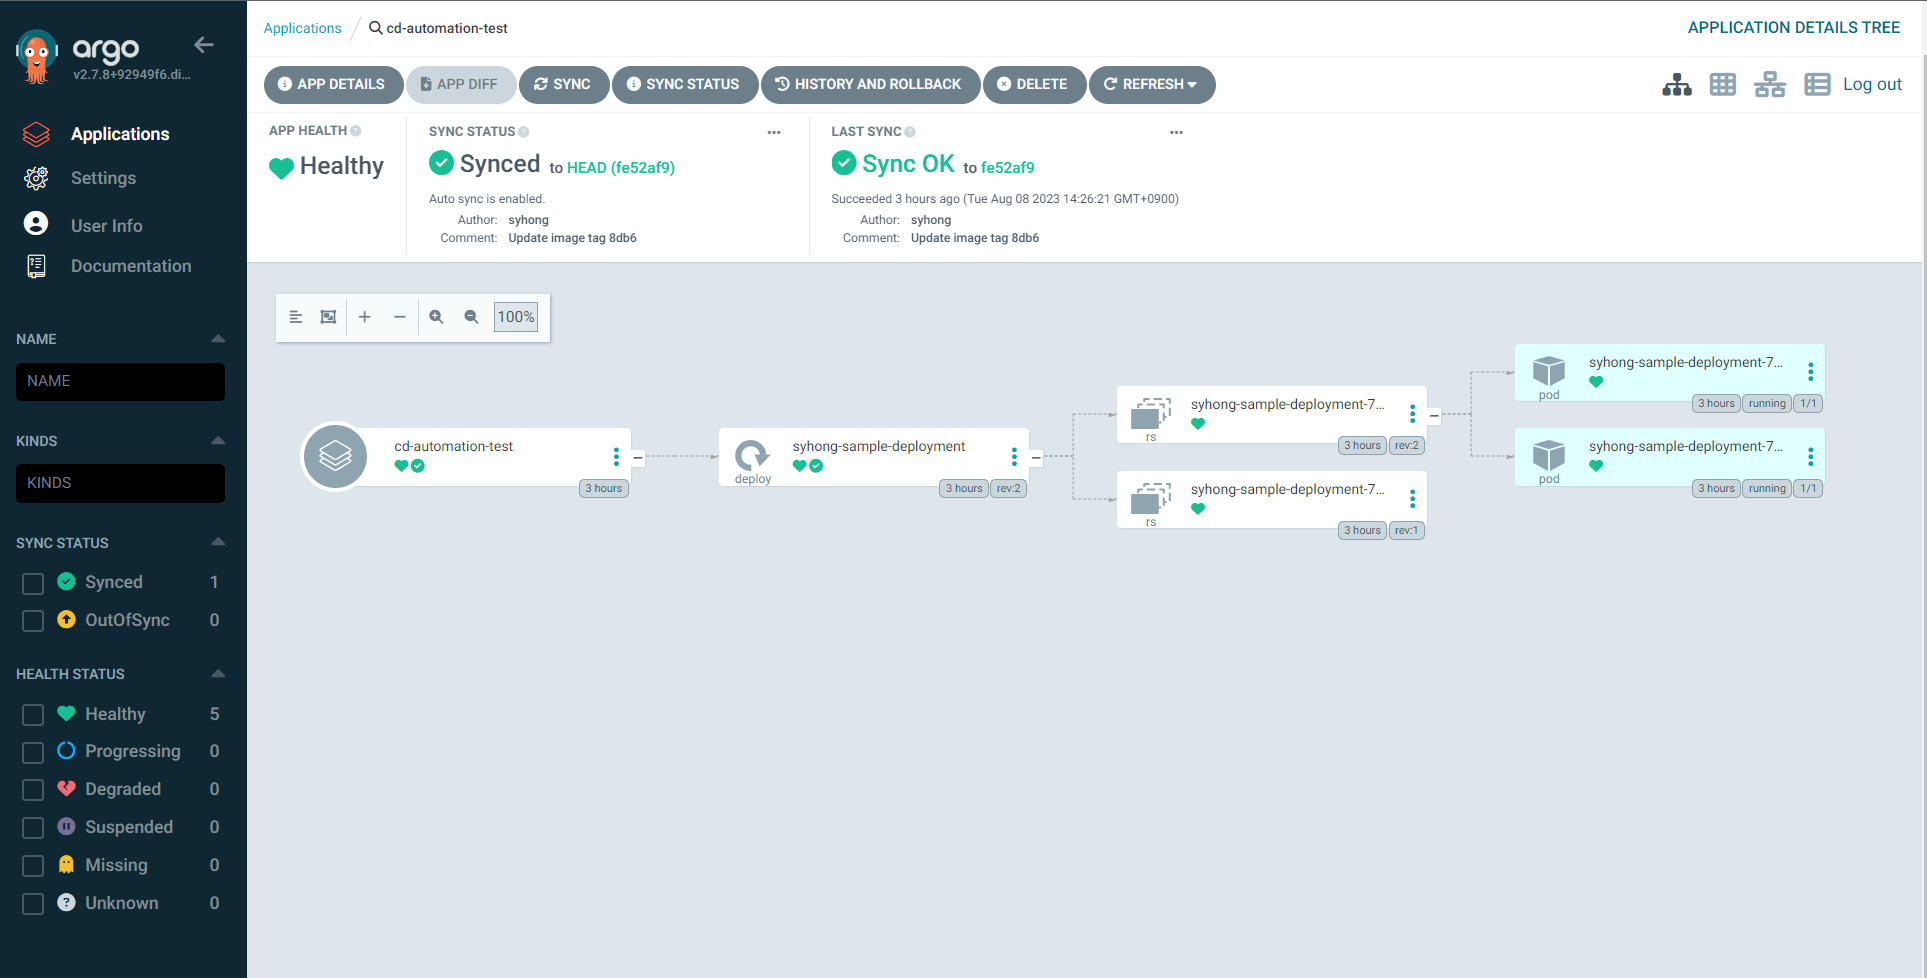 argo
v2.7.8+92949f6.di...
Applications
Settings
User Info
Documentation
NAME
NAME
KINDS
KINDS
SYNC STATUS
Synced 1
OutOfSync 0
HEALTH STATUS
Healthy 5
Progressing 0
Degraded 0
Suspended 0
Missing 0
Unknown 0
Applications / cd-automation-test
APPLICATION DETAILS TREE
APP DETAILS APP DIFF SYNC SYNC STATUS HISTORY AND ROLLBACK DELETE REFRESH
Log out
APP HEALTH
Healthy
SYNC STATUS
Synced to HEAD (fe52af9)
Auto sync is enabled.
Author: syhong
Comment: Update image tag 8db6
LAST SYNC
Sync OK to fe52af9
Succeeded 3 hours ago (Tue Aug 08 2023 14:26:21 GMT+0900)
Author: syhong
Comment: Update image tag 8db6
100%
cd-automation-test
3 hours
syhong-sample-deployment
deploy
3 hours rev:2
syhong-sample-deployment-7...
rs
3 hours rev:2
syhong-sample-deployment-7...
rs
3 hours rev:1
syhong-sample-deployment-7...
pod
3 hours running 1/1
syhong-sample-deployment-7...
pod
3 hours running 1/1